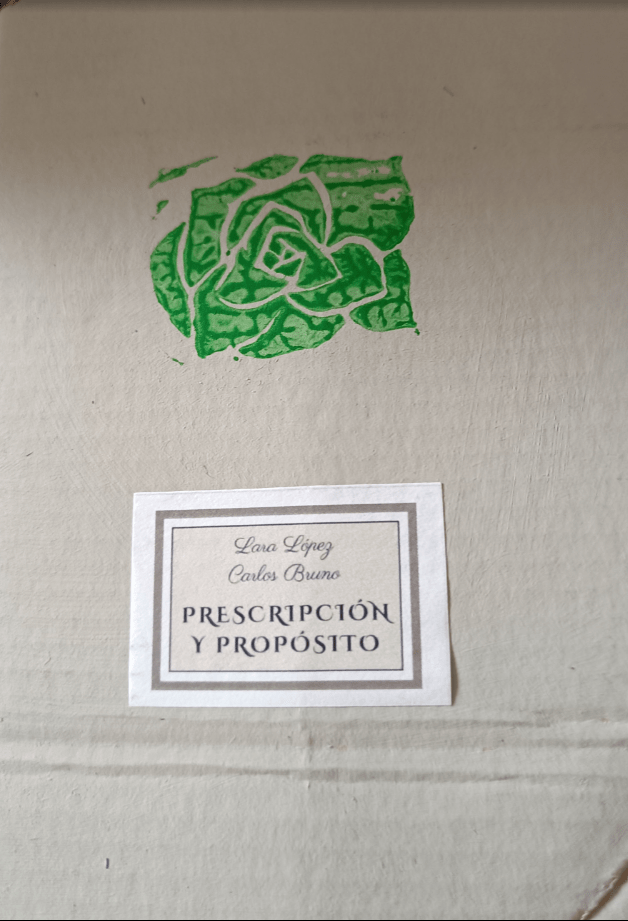 Lara López
Carlos Bruno
PRESCRIPCIÓN
Y PROPÓSITO